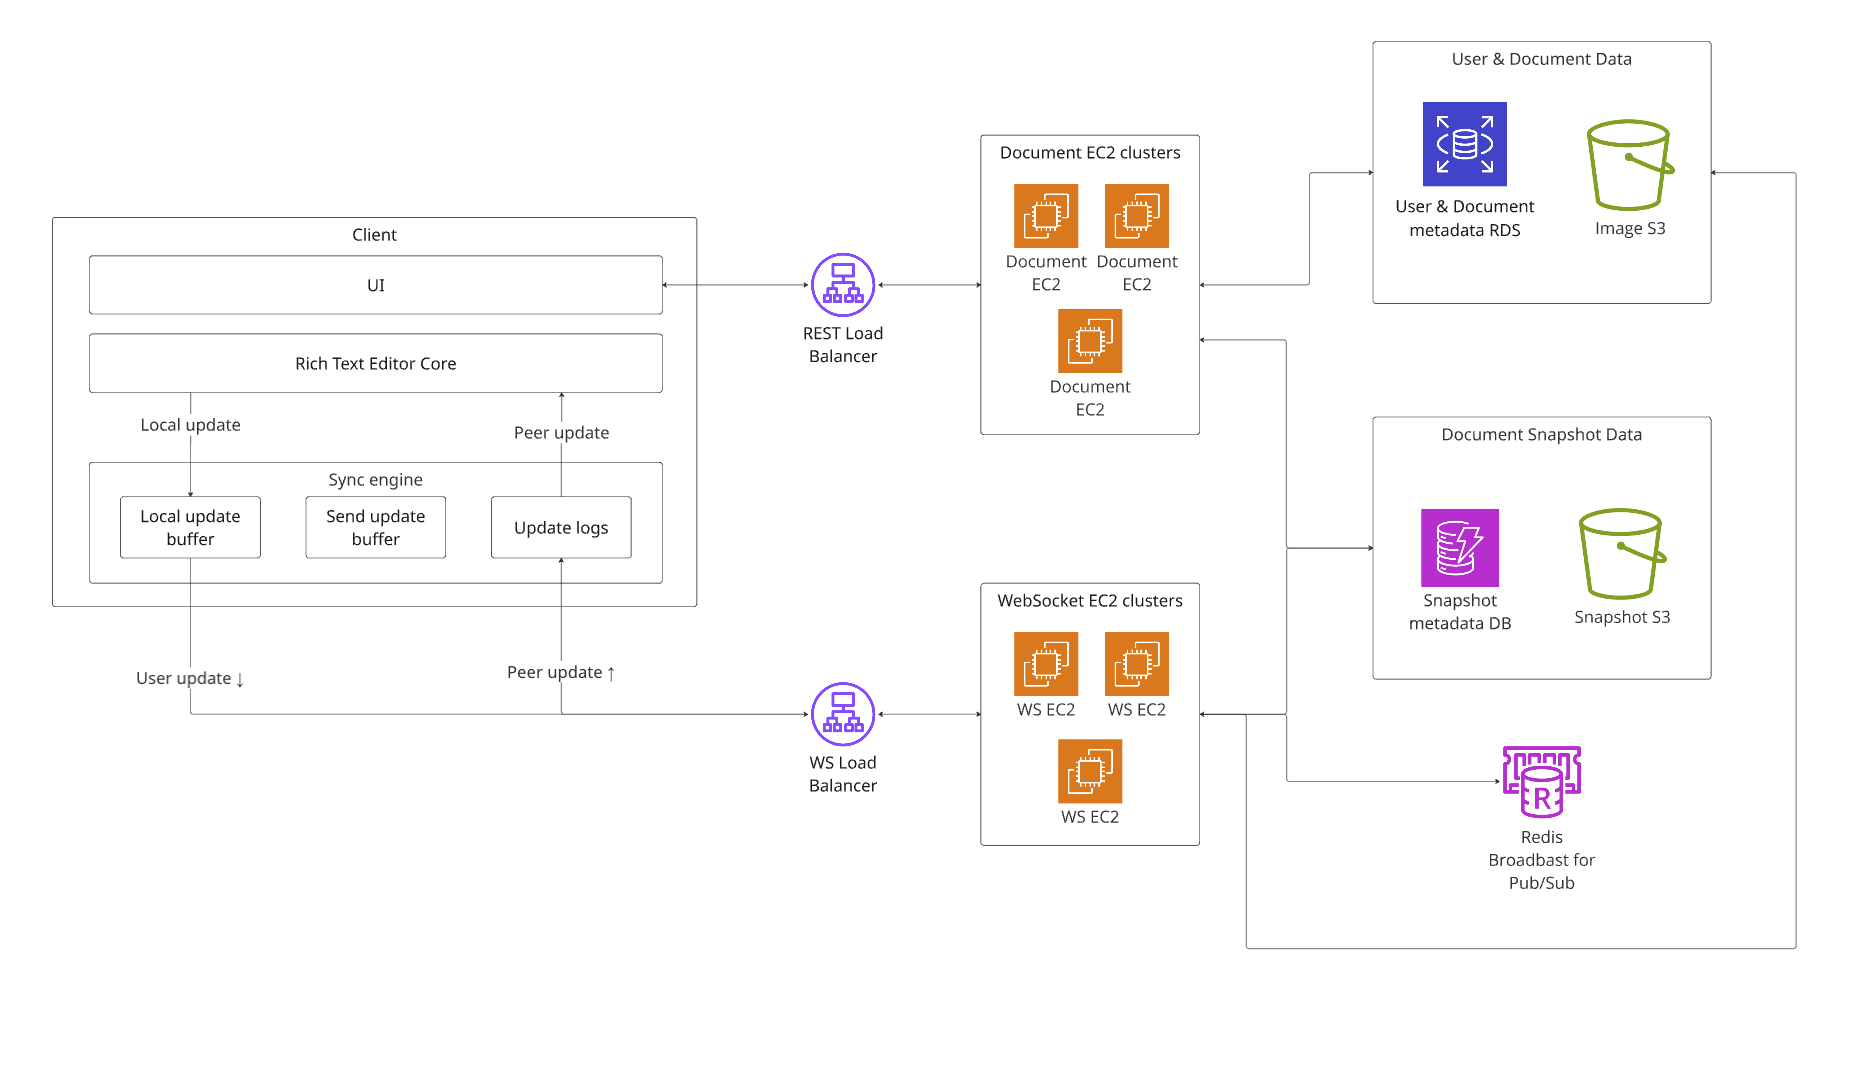 User & Document Data
User & Document
metadata RDS
Image S3
Document EC2 clusters
Document
EC2
Document
EC2
Document
EC2
Client
UI
Rich Text Editor Core
Local update
Peer update
Sync engine
Local update
buffer
Send update
buffer
Update logs
User update ↓
Peer update ↑
REST Load
Balancer
WS Load
Balancer
WebSocket EC2 clusters
WS EC2
WS EC2
WS EC2
Document Snapshot Data
Snapshot
metadata DB
Snapshot S3
R
Redis
Broadbast for
Pub/Sub